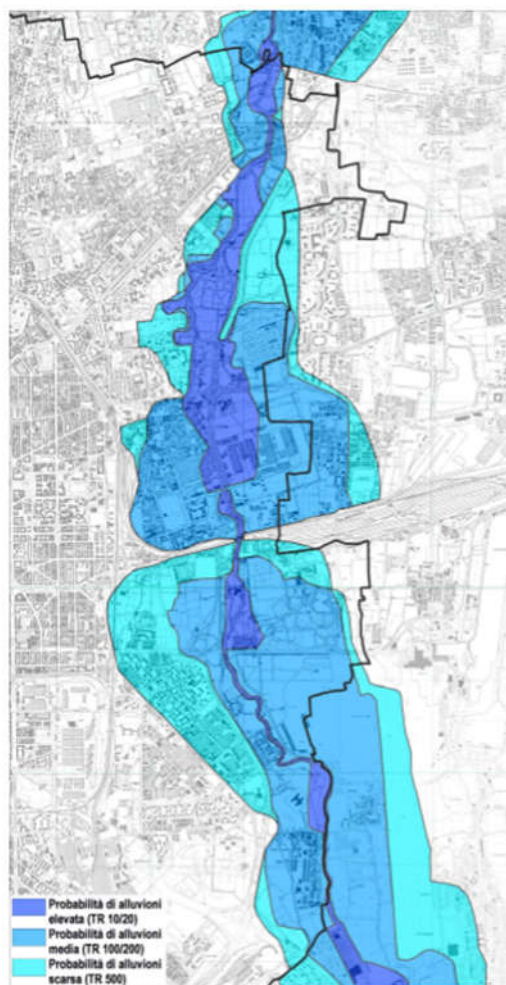 Probabilità di alluvioni
elevata (TR 10/20)
Probabilità di alluvioni
media (TR 100/200)
Probabilità di alluvioni
scarsa (TR 500)